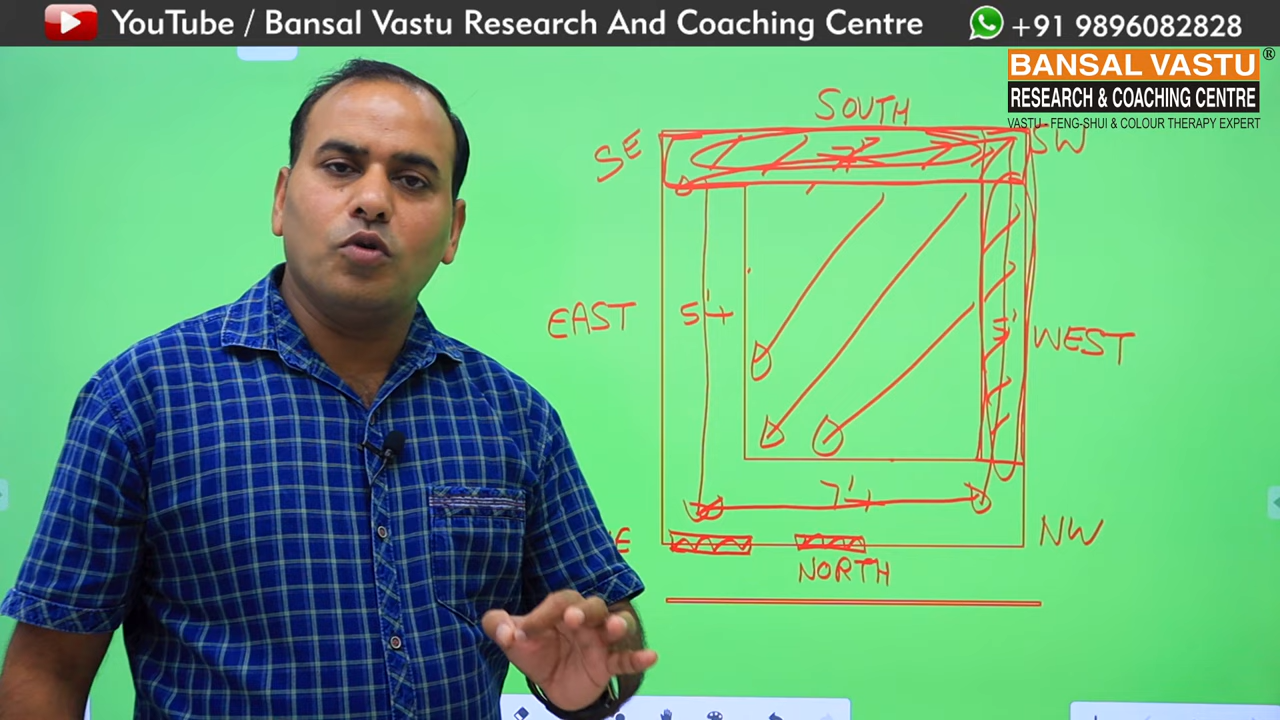 YouTube / Bansal Vastu Research And Coaching Centre
+91 9896082828
BANSAL VASTU®
RESEARCH & COACHING CENTRE
VASTU - FENG-SHUI & COLOUR THERAPY EXPERT
SOUTH
SE
SW
5'
5'
EAST
WEST
7'
E
NW
NORTH